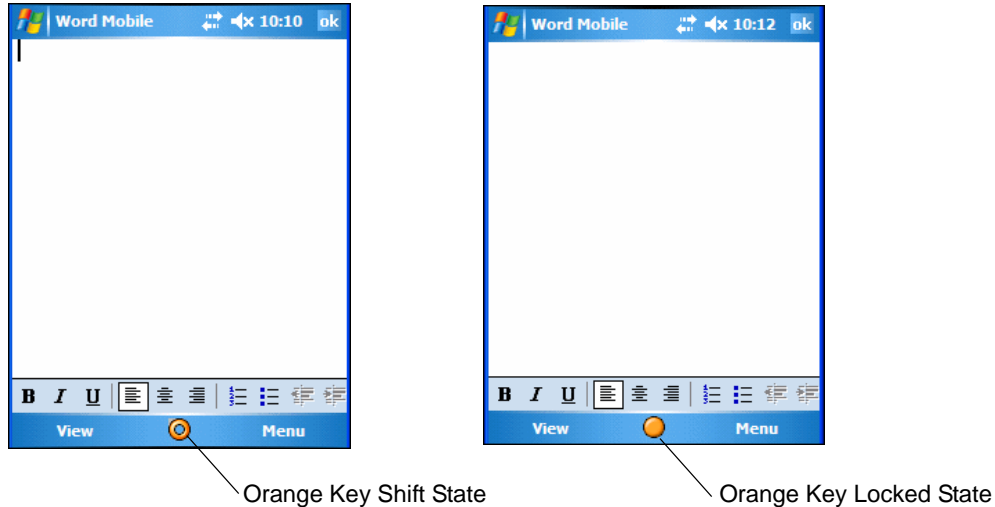 Word Mobile 10:10 ok
B I U
View Menu
Orange Key Shift State
Word Mobile 10:12 ok
B I U
View Menu
Orange Key Locked State